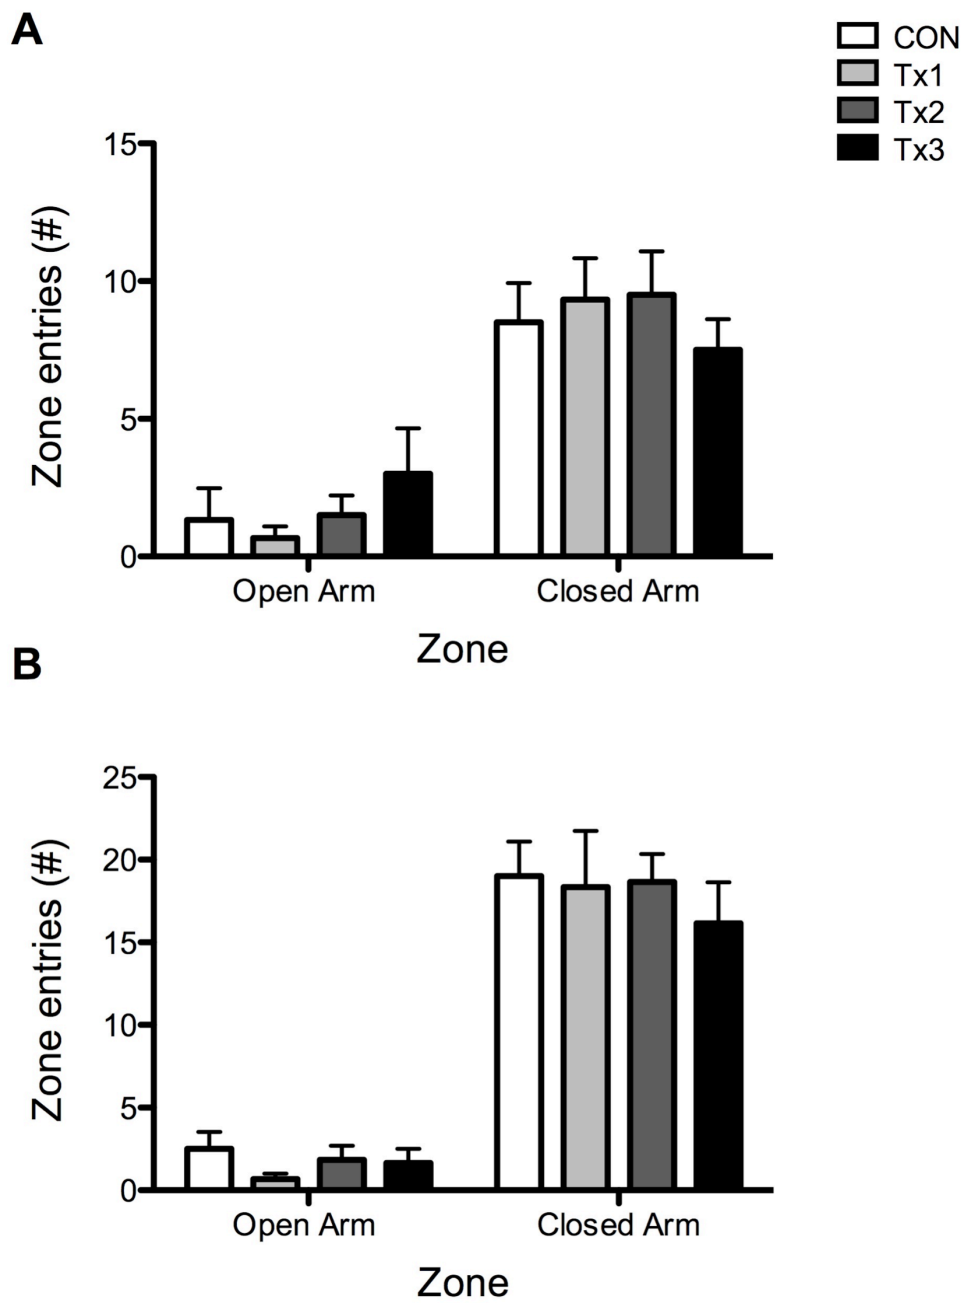 A
CON
Tx1
Tx2
Tx3
15
10
5
0
Zone entries (#)
Open Arm
Closed Arm
Zone
B
25
20
15
10
5
0
Zone entries (#)
Open Arm
Closed Arm
Zone